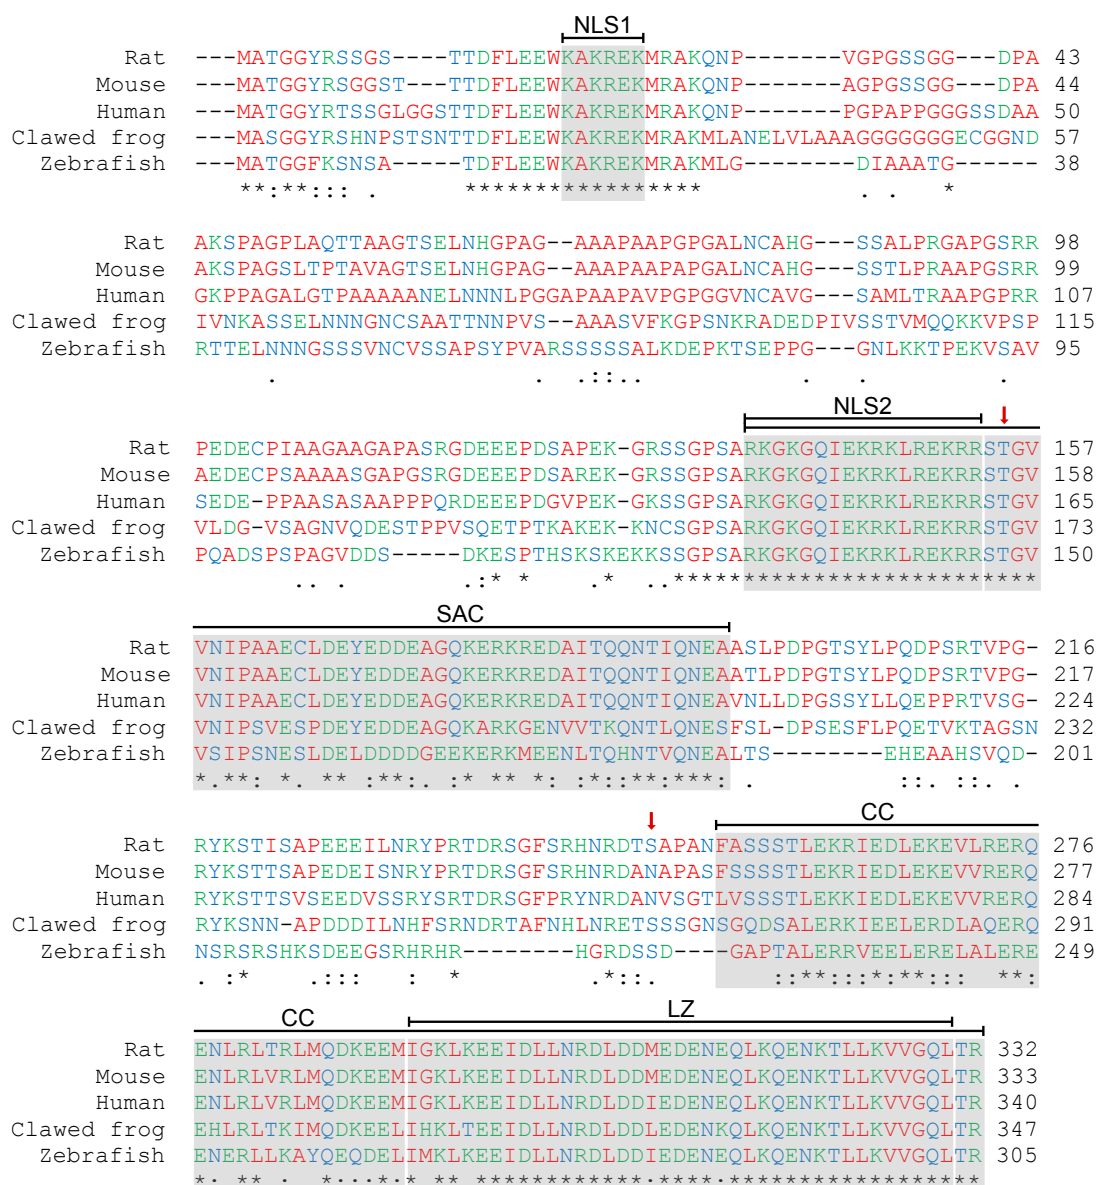 NLS1
Rat ---MATGGYRSSGS----TTDFLEEWKAKREKMRAKQNP-------VGPGSSGG---DPA 43
Mouse ---MATGGYRSGGST---TTDFLEEWKAKREKMRAKQNP-------AGPGSSGG---DPA 44
Human ---MATGGYRTSSGLGGSTTDFLEEWKAKREKMRAKQNP-------PGPAPPGGGSSDAA 50
Clawed frog ---MASGGYRSHNPSTSNTTDFLEEWKAKREKMRAKMLANELVLAAAGGGGGGGECGGND 57
Zebrafish ---MATGGFKSNSA-----TDFLEEWKAKREKMRAKMLG--------DIAAATG------ 38
**:**::: . ***************** . . *
Rat AKSPAGPLAQTTAAGTSELNHGPAG--AAAPAAPGPGALNCAHG---SSALPRGAPGSRR 98
Mouse AKSPAGSLTPTAVAGTSELNHGPAG--AAAPAAPAPGALNCAHG---SSTLPRAAPGSRR 99
Human GKPPAGALGTPAAAAANELNNNLPGGAPAAPAVPGPGGVNCAVG---SAMLTRAAPGPRR 107
Clawed frog IVNKASSELNNNGNCSAATTNNPVS--AAASVFKGPSNKRADEDPIVSSTVMQQKKVPSP 115
Zebrafish RTTELNNNGSSSVNCVSSAPSYPVARSSSSSALKDEPKTSEPPG---GNLKKTPEKVSAV 95
. . .::.. . . .
NLS2
Rat PEDECPIAAGAAGAPASRGDEEEPDSAPEK-GRSSGPSARKGKGQIEKRKLREKRRSTGV 157
Mouse AEDECPSAAAASGAPGSRGDEEEPDSAREK-GRSSGPSARKGKGQIEKRKLREKRRSTGV 158
Human SEDE-PPAASASAAPPPQRDEEEPDGVPEK-GKSSGPSARKGKGQIEKRKLREKRRSTGV 165
Clawed frog VLDG-VSAGNVQDESTPPVSQETPTKAKEK-KNCSGPSARKGKGQIEKRKLREKRRSTGV 173
Zebrafish PQADSPSPAGVDDS-----DKESPTHSKSKEKKSSGPSARKGKGQIEKRKLREKRRSTGV 150
.. . .:* * .* ..**************************
SAC
Rat VNIPAAECLDEYEDDEAGQKERKREDAITQQNTIQNEAASLPDPGTSYLPQDPSRTVPG- 216
Mouse VNIPAAECLDEYEDDEAGQKERKREDAITQQNTIQNEAATLPDPGTSYLPQDPSRTVPG- 217
Human VNIPAAECLDEYEDDEAGQKERKREDAITQQNTIQNEAVNLLDPGSSYLLQEPPRTVSG- 224
Clawed frog VNIPSVESPDEYEDDEAGQKARKGENVVTKQNTLQNESFSL-DPSESFLPQETVKTAGSN 232
Zebrafish VSIPSNESLDELDDDDGEEKERKMEENLTQHNTVQNEALTS--------EHEAAHSVQD- 201
*.**: *. ** :**:. :* ** *: :*::**:***: . ::. :. .
Rat RYKSTISAPEEEILNRYPRTDRSGFSRHNRDTSAPANFASSSTLEKRIEDLEKEVLRERQ 276
Mouse RYKSTTSAPEDEISNRYPRTDRSGFSRHNRDANAPASFSSSSTLEKRIEDLEKEVVRERQ 277
Human RYKSTTSVSEEDVSSRYSRTDRSGFPRYNRDANVSGTLVSSSTLEKKIEDLEKEVVRERQ 284
Clawed frog RYKSNN-APDDDILNHFSRNDRTAFNHLNRETSSSGNSGQDSALERKIEELERDLAQERQ 291
Zebrafish NSRSRSHKSDEEGSRHRHR--------HGRDSSD----GAPTALERRVEELERELALERE 249
. :* .::: : * .*::. ::**::*:**::: **:
CC
CC
LZ
Rat ENLRLTRLMQDKEEMIGKLKEEIDLLNRDLDDMEDENEQLKQENKTLLKVVGQLTR 332
Mouse ENLRLVRLMQDKEEMIGKLKEEIDLLNRDLDDMEDENEQLKQENKTLLKVVGQLTR 333
Human ENLRLVRLMQDKEEMIGKLKEEIDLLNRDLDDIEDENEQLKQENKTLLKVVGQLTR 340
Clawed frog EHLRLTKIMQDKEELIHKLTEEIDLLNRDLDDLEDENKQLKQENKTLLKVVGQLTR 347
Zebrafish ENERLLKAYQEQDELIMKLKEEIDLLNRDLDDIEDENEQLKQENKTLLKVVGQLTR 305
*. ** . *...*.* **.************.****.******************